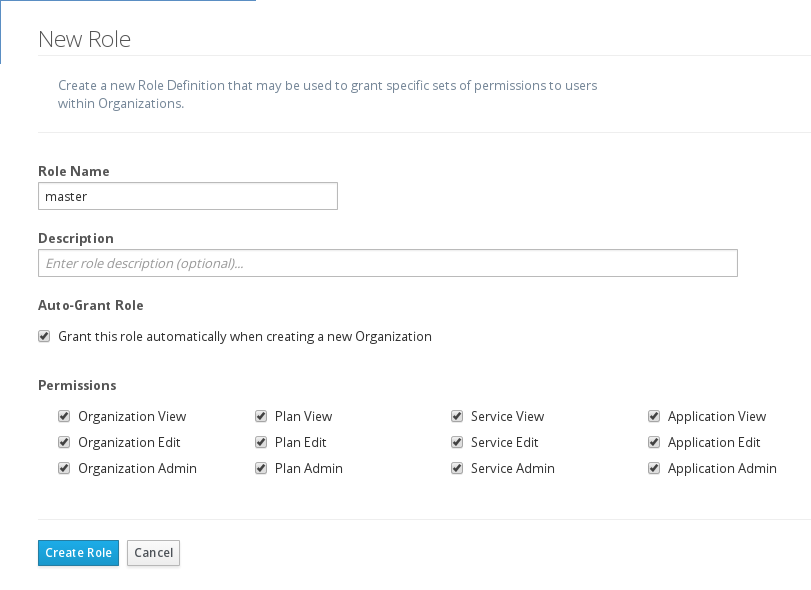 New Role
Create a new Role Definition that may be used to grant specific sets of permissions to users
within Organizations.
Role Name
master
Description
Enter role description (optional)...
Auto-Grant Role
Grant this role automatically when creating a new Organization
Permissions
Organization View Plan View Service View Application View
Organization Edit Plan Edit Service Edit Application Edit
Organization Admin Plan Admin Service Admin Application Admin
Create Role Cancel